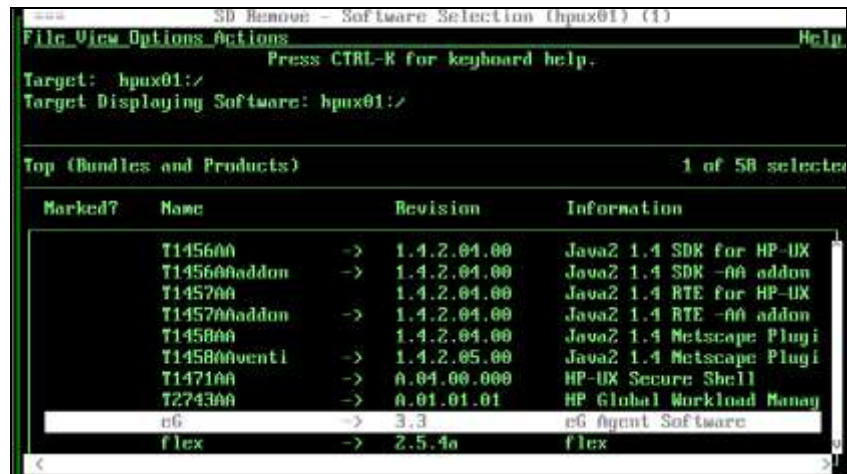 SD Remove - Software Selection (hpux01) (1)
File View Options Actions Help
Press CTRL-K for keyboard help.
Target: hpux01:/
Target Displaying Software: hpux01:/
Top (Bundles and Products) 1 of 58 selected
Marked? Name Revision Information
T1456AA -> 1.4.2.04.00 Java2 1.4 SDK for HP-UX
T1456AAaddon -> 1.4.2.04.00 Java2 1.4 SDK -AA addon
T1457AA 1.4.2.04.00 Java2 1.4 RTE for HP-UX
T1457AAaddon -> 1.4.2.04.00 Java2 1.4 RTE -AA addon
T1458AA 1.4.2.04.00 Java2 1.4 Netscape Plugi
T1458AAventi -> 1.4.2.05.00 Java2 1.4 Netscape Plugi
T1471AA -> A.04.00.000 HP-UX Secure Shell
T2743AA -> A.01.01.01 HP Global Workload Manag
eG -> 3.3 eG Agent Software
flex -> 2.5.4a flex